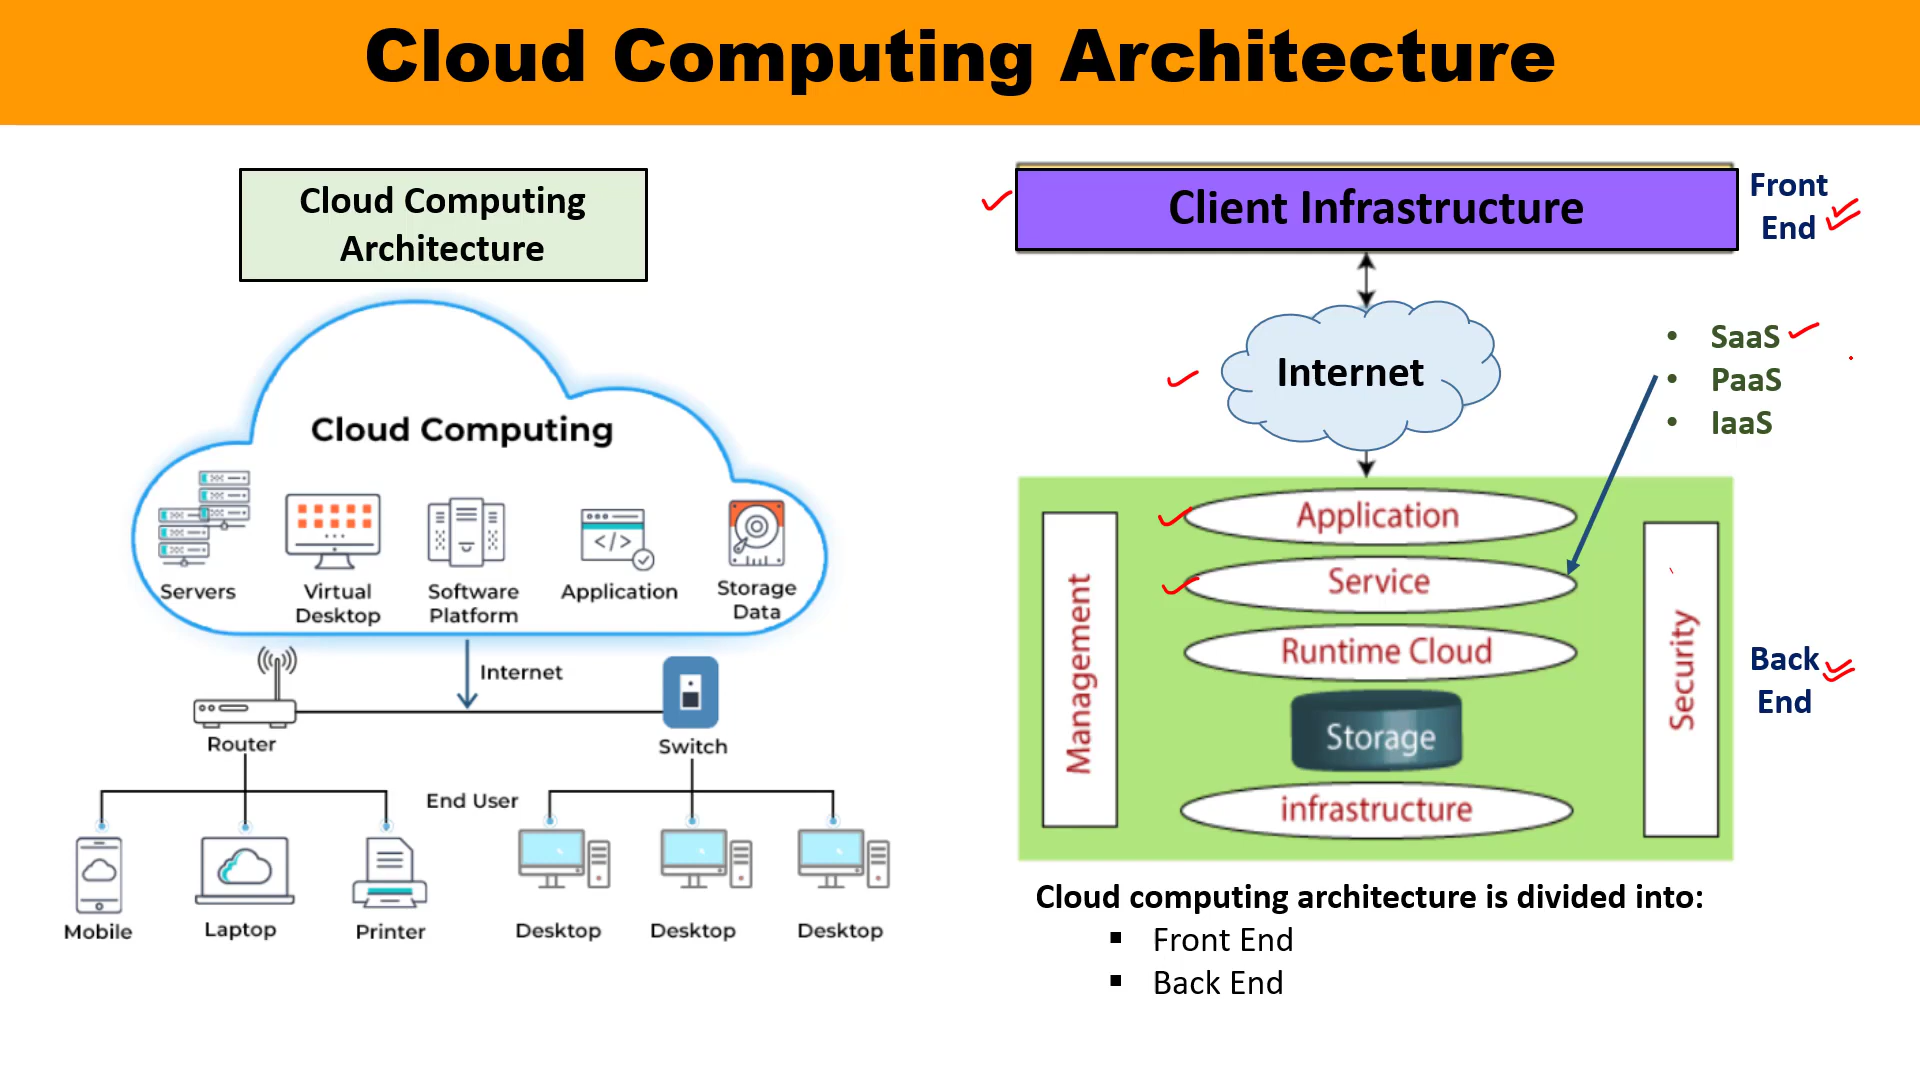 Cloud Computing Architecture
Cloud Computing
Architecture
Cloud Computing
Servers
Virtual
Desktop
Software
Platform
Application
Storage
Data
Internet
Router
Switch
End User
Mobile
Laptop
Printer
Desktop
Desktop
Desktop
Client Infrastructure
Front
End
Internet
• SaaS
• PaaS
• IaaS
Management
Application
Service
Runtime Cloud
Storage
infrastructure
Security
Back
End
Cloud computing architecture is divided into:
▪ Front End
▪ Back End